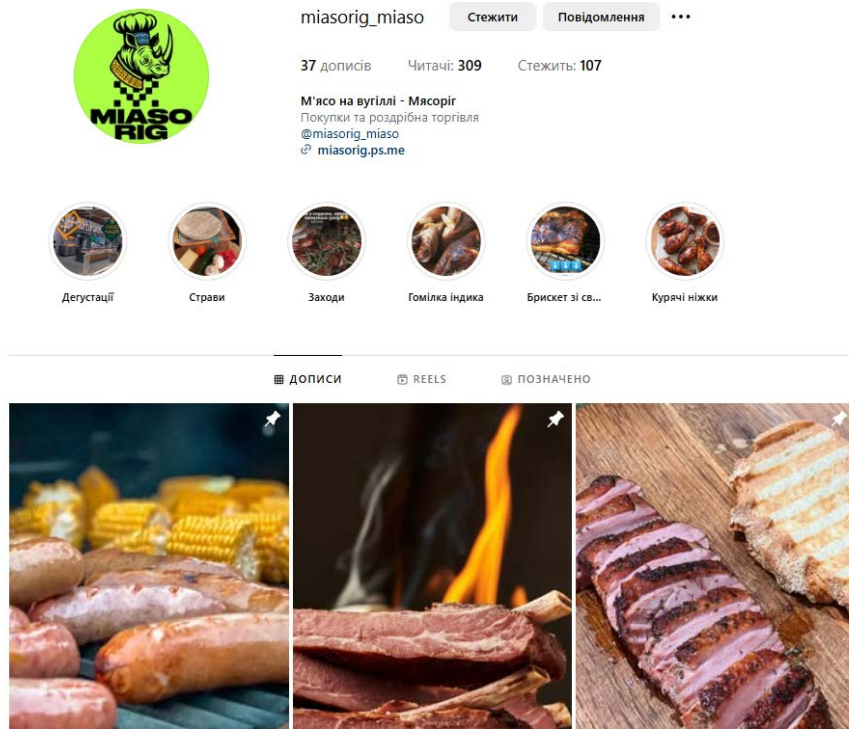 miasorig_miaso
Стежити
Повідомлення
37 дописів
Читачі: 309
Стежить: 107
М'ясо на вугіллі - Мясоріг
Покупки та роздрібна торгівля
@miasorig_miaso
miasorig.ps.me
MIASO
RIG
Дегустації
Страви
Заходи
Гомілка індика
Брискет зі св...
Курячі ніжки
ДОПИСИ
REELS
ПОЗНАЧЕНО